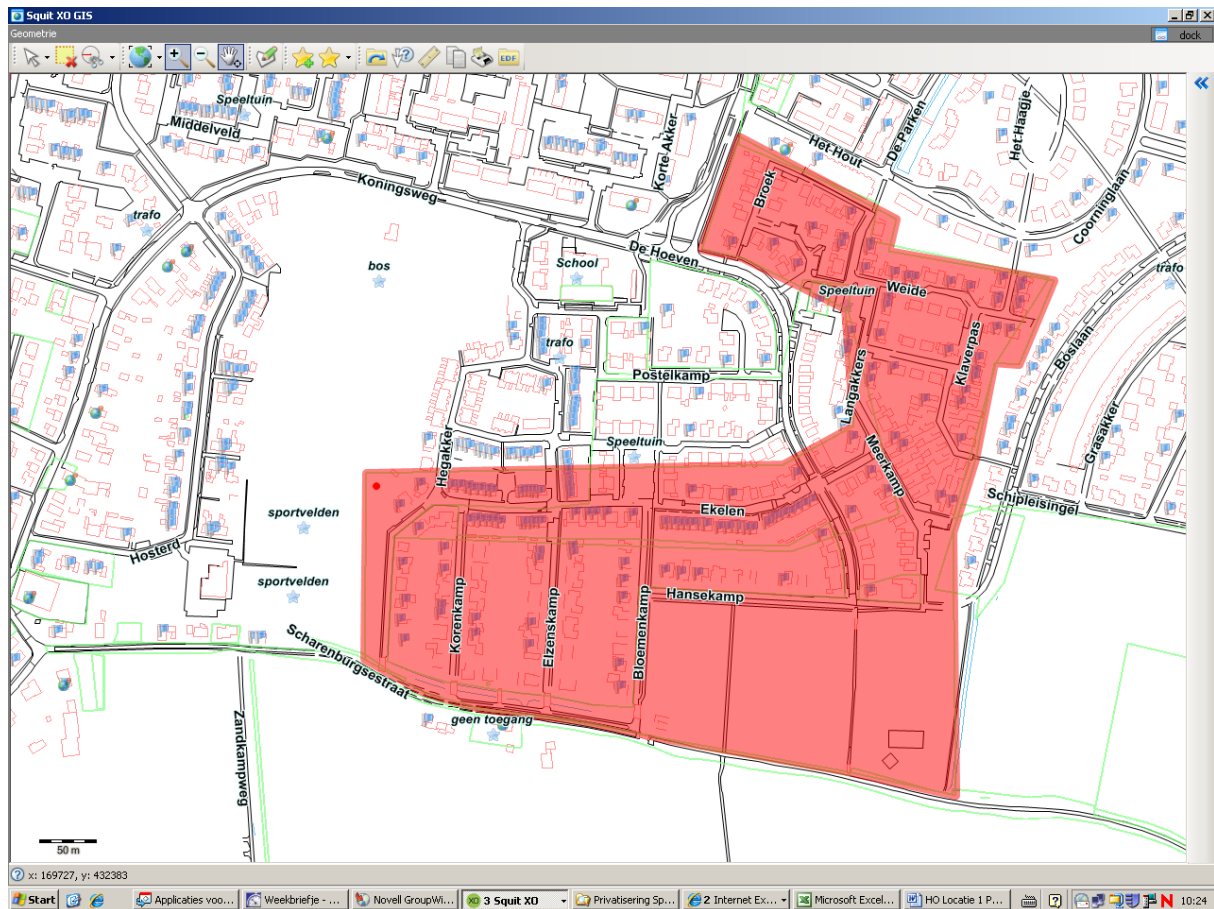 Squit XO GIS
Geometrie
dock
EDF
Speeltuin
Middelveld
Koningsweg
Korte-Akker
Het Hout
De Parken
Het Haagje
Coorninglaan
trafo
bos
School
De Hoeven
Broek
Speeltuin
Weide
Klaverpas
trafo
Boslaan
trafo
Postelkamp
Langakkers
Grasakker
Hegakker
Speeltuin
Meerkamp
Schipleisingel
Ekelen
sportvelden
Hosterd
sportvelden
Korenkamp
Elzenskamp
Bloemenkamp
Hansekamp
Scharenburgsestraat
geen toegang
Zandkampweg
50 m
x: 169727, y: 432383
Start
Applicaties voo...
Weekbriefje - ...
Novell GroupWi...
3 Squit XO
Privatisering Sp...
2 Internet Ex...
Microsoft Excel...
HO Locatie 1 P...
10:24